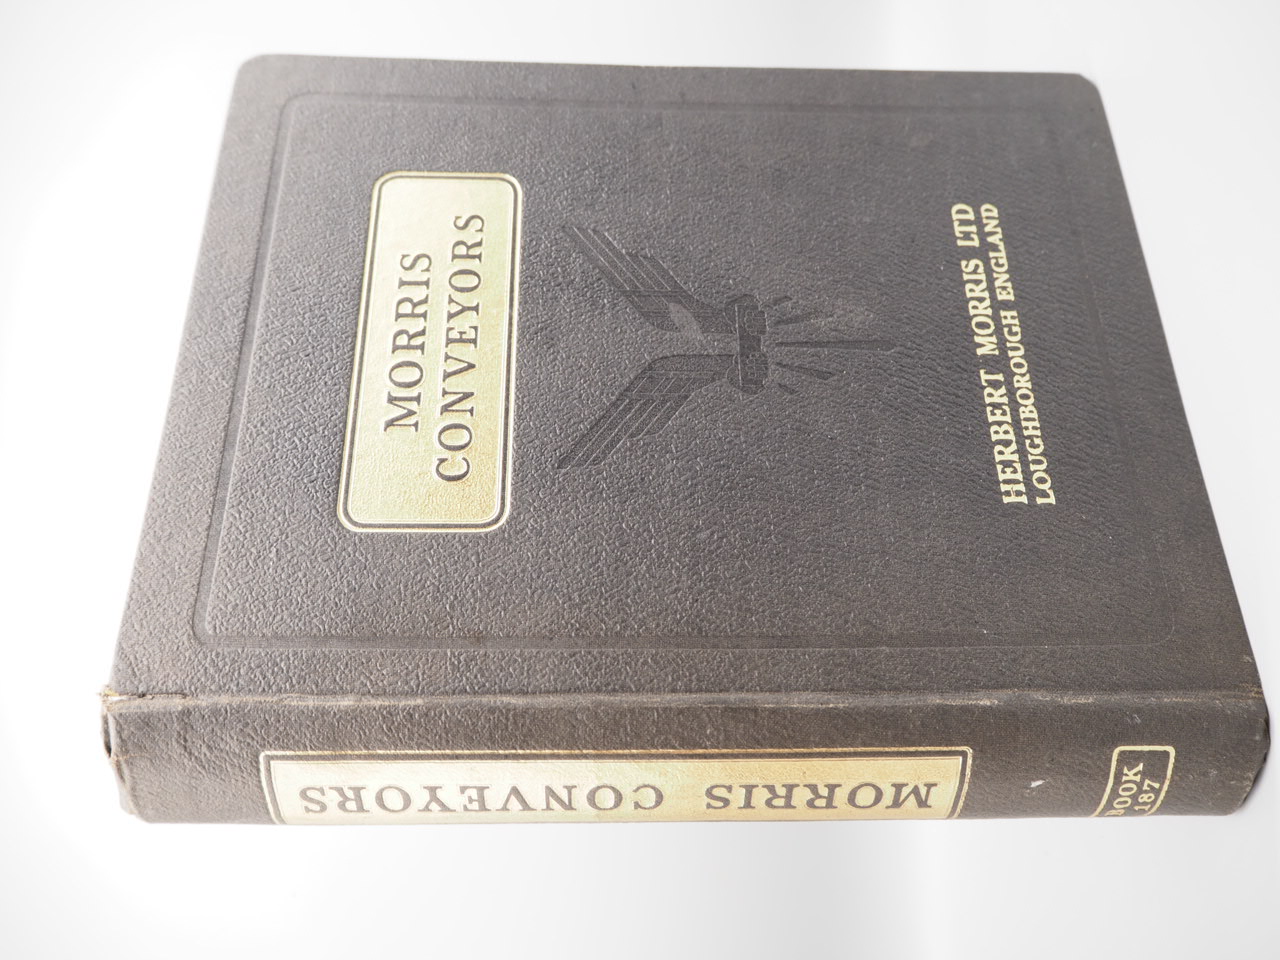 MORRIS
CONVEYORS
HERBERT MORRIS LTD
LOUGHBOROUGH ENGLAND
MORRIS CONVEYORS
BOOK
187